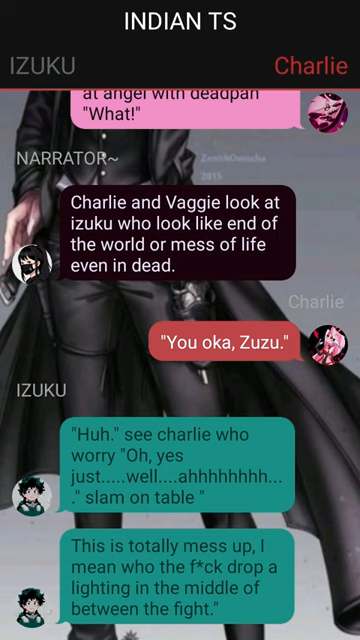 INDIAN TS
IZUKU
Charlie
at angel with deadpan
"What!"
NARRATOR~
ZenithOmocha
2015
Charlie and Vaggie look at
izuku who look like end of
the world or mess of life
even in dead.
Charlie
"You oka, Zuzu."
IZUKU
"Huh." see charlie who
worry "Oh, yes
just.....well....ahhhhhhhh...
." slam on table "
This is totally mess up, I
mean who the f*ck drop a
lighting in the middle of
between the fight."